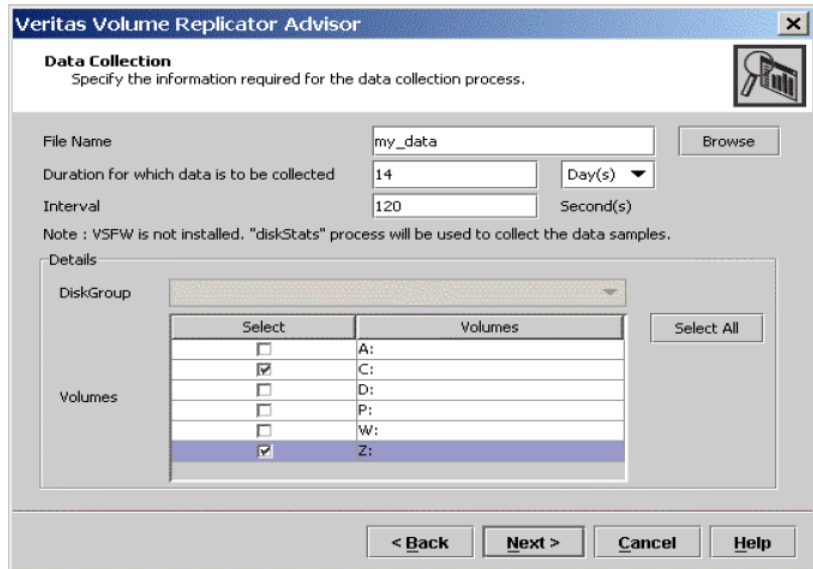 Veritas Volume Replicator Advisor
Data Collection
Specify the information required for the data collection process.
File Name my_data Browse
Duration for which data is to be collected 14 Day(s)
Interval 120 Second(s)
Note : VSFW is not installed. "diskStats" process will be used to collect the data samples.
Details
DiskGroup
Select Volumes Select All
A:
C:
D:
Volumes
P:
W:
Z:
< Back Next > Cancel Help